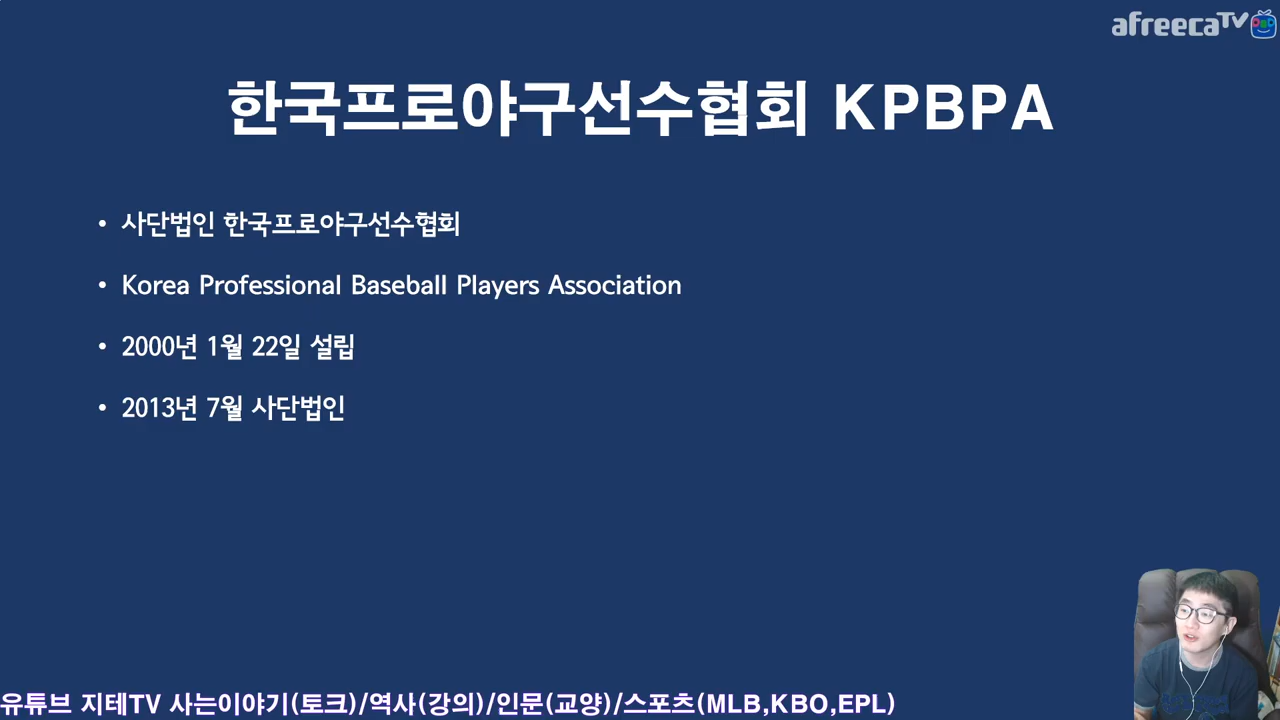 afreecaTV
한국프로야구선수협회 KPBPA
• 사단법인 한국프로야구선수협회
• Korea Professional Baseball Players Association
• 2000년 1월 22일 설립
• 2013년 7월 사단법인
유튜브 지테TV 사는이야기(토크)/역사(강의)/인문(교양)/스포츠(MLB,KBO,EPL)